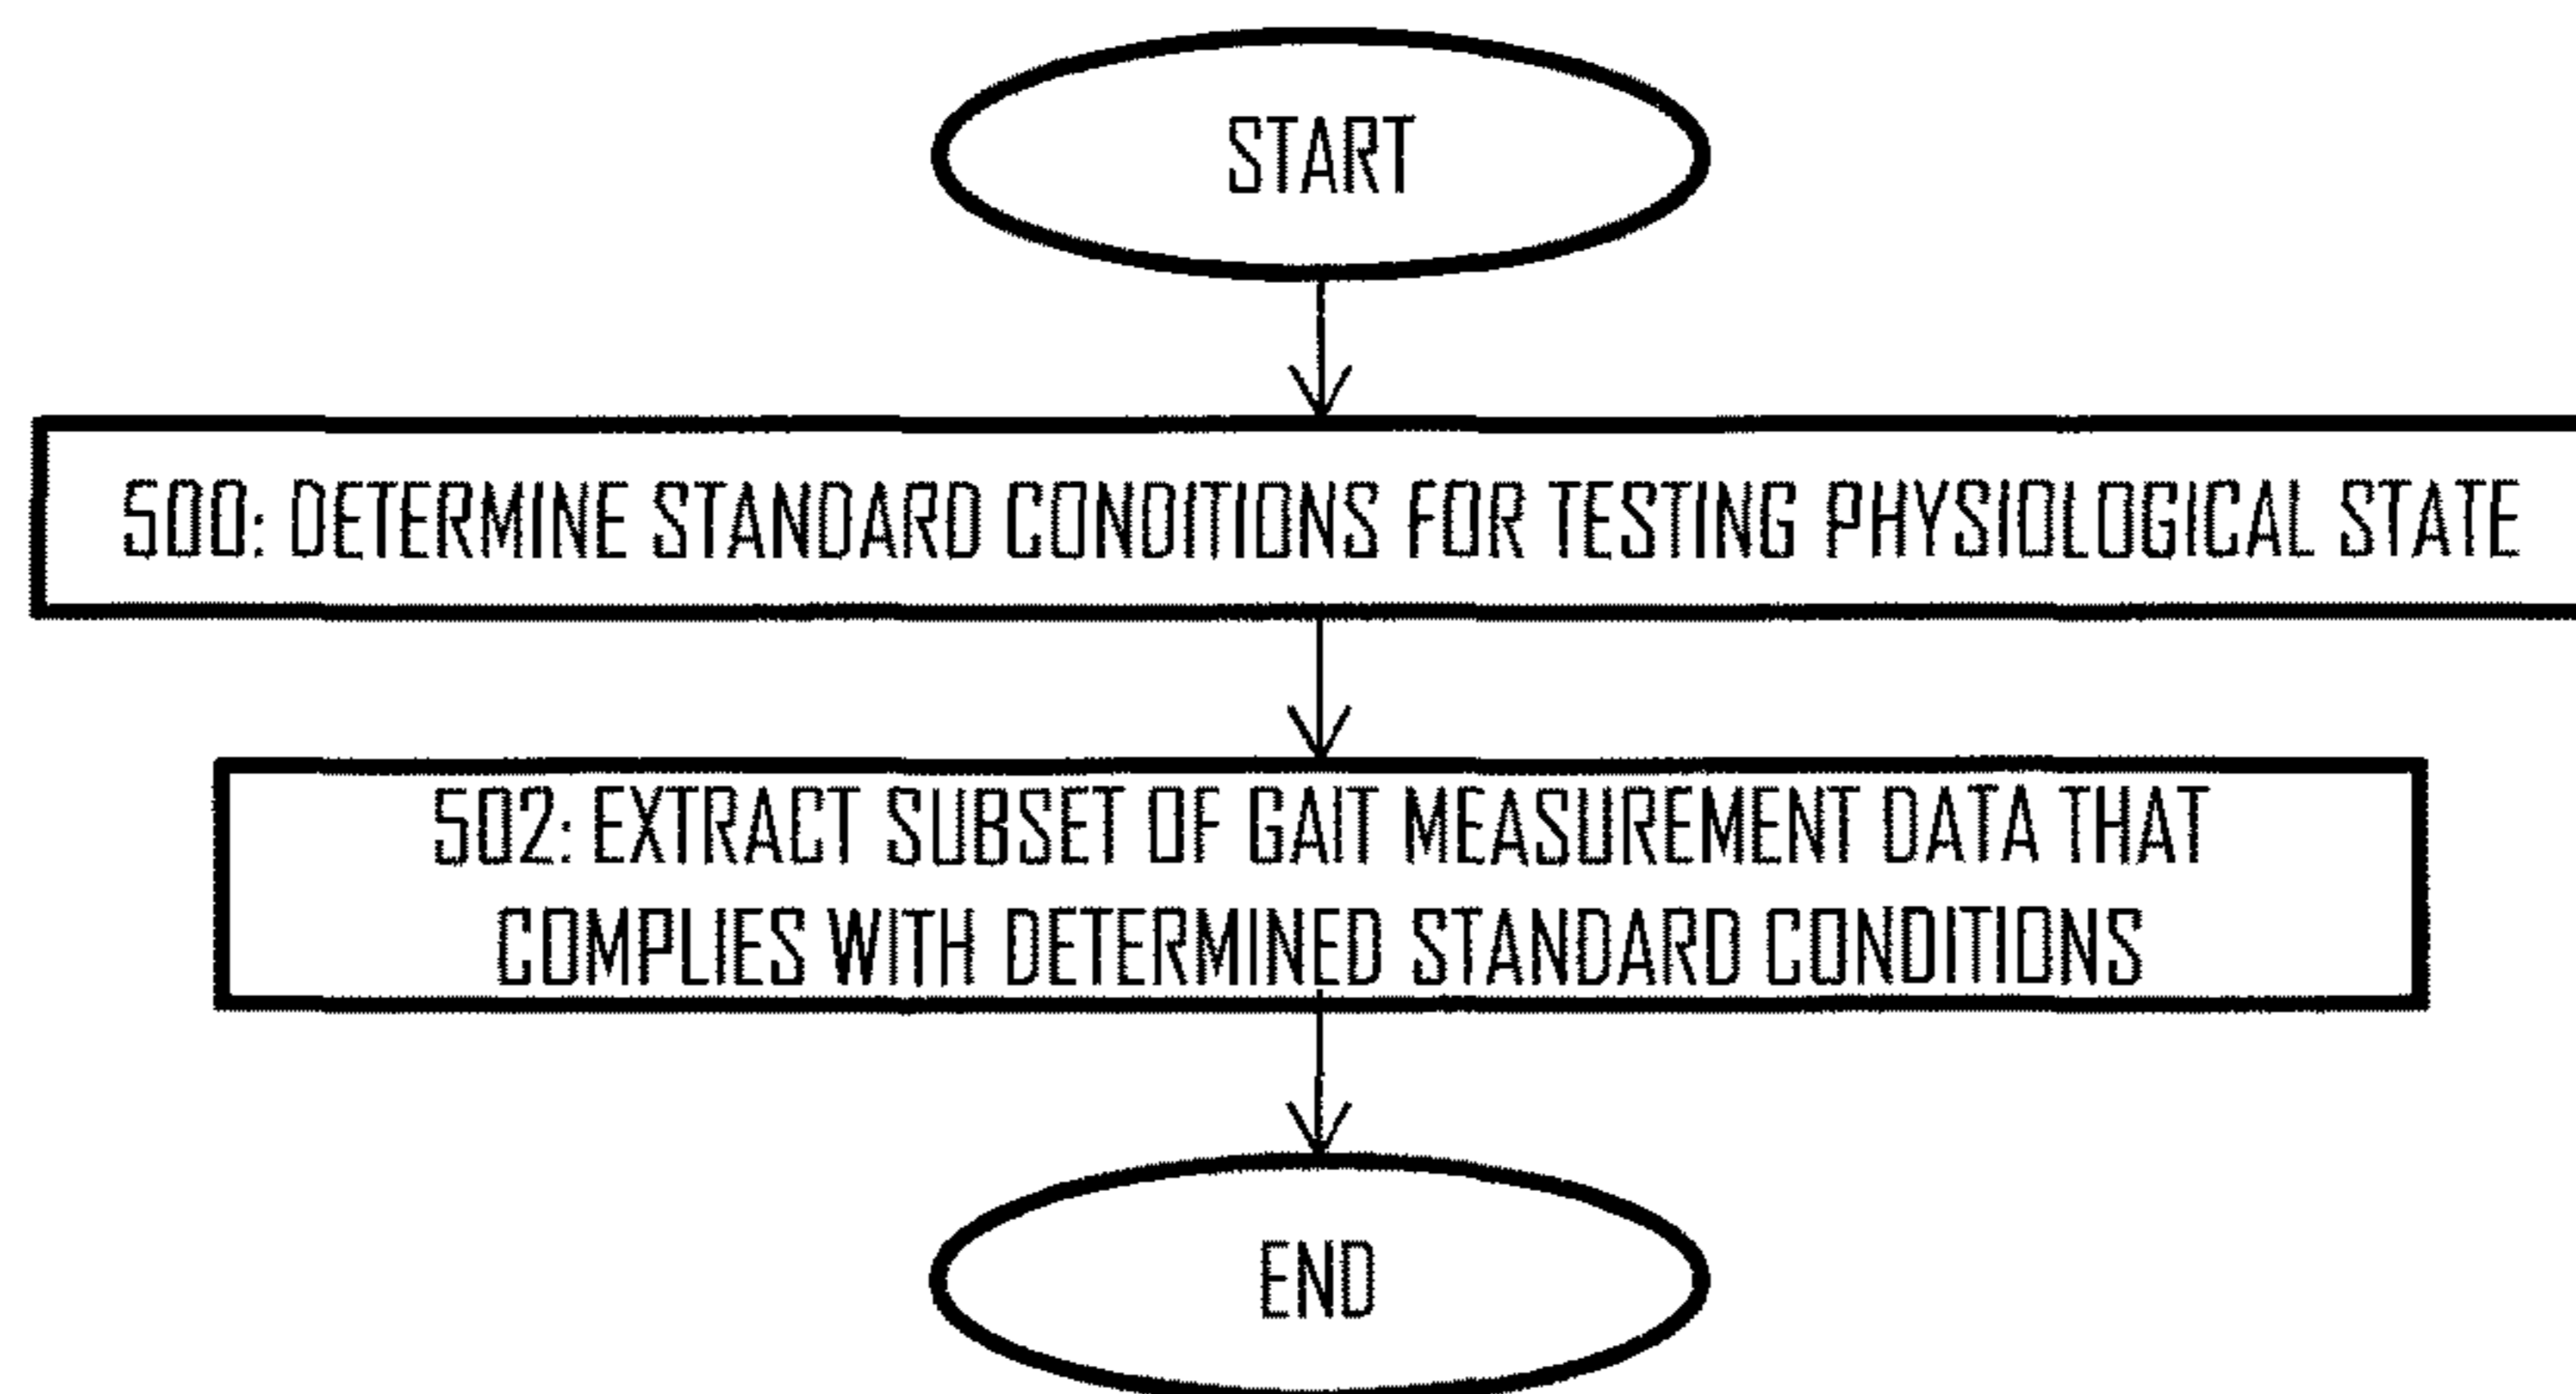 START
500: DETERMINE STANDARD CONDITIONS FOR TESTING PHYSIOLOGICAL STATE
502: EXTRACT SUBSET OF GAIT MEASUREMENT DATA THAT
COMPLIES WITH DETERMINED STANDARD CONDITIONS
END